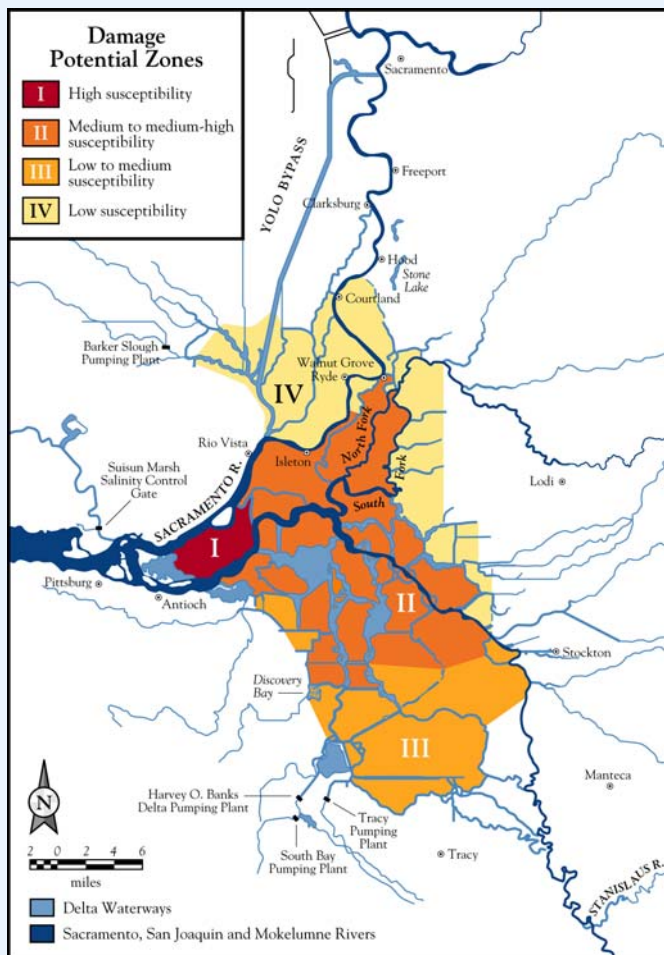 Damage
Potential Zones
I High susceptibility
II Medium to medium-high
susceptibility
III Low to medium
susceptibility
IV Low susceptibility
Sacramento
YOLO BYPASS
Freeport
Clarksburg
Hood
Stone
Lake
Courtland
Barker Slough
Pumping Plant
Walnut Grove
Ryde
IV
North Fork
Rio Vista
Isleton
South Fork
Lodi
Suisun Marsh
Salinity Control
Gate
SACRAMENTO R.
I
Pittsburg
Antioch
II
Stockton
Discovery
Bay
III
Manteca
Harvey O. Banks
Delta Pumping Plant
Tracy
Pumping
Plant
South Bay
Pumping Plant
Tracy
STANISLAUS R.
N
2 0 2 4 6
miles
Delta Waterways
Sacramento, San Joaquin and Mokelumne Rivers